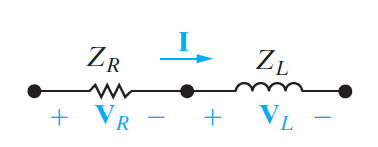 I
Z_R Z_L
+ V_R − + V_L −